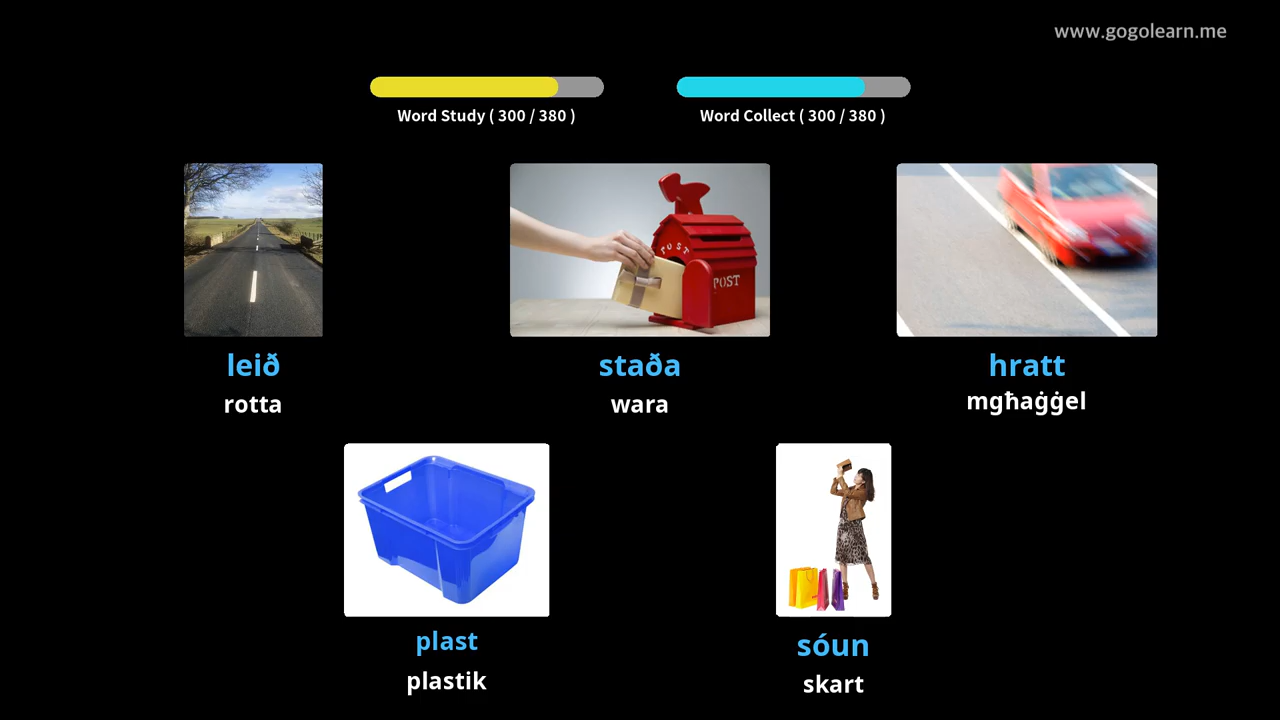 www.gogolearn.me
Word Study ( 300 / 380 )
Word Collect ( 300 / 380 )
POST
POST
leið
staða
hratt
rotta
wara
mgħaġġel
plast
sóun
plastik
skart